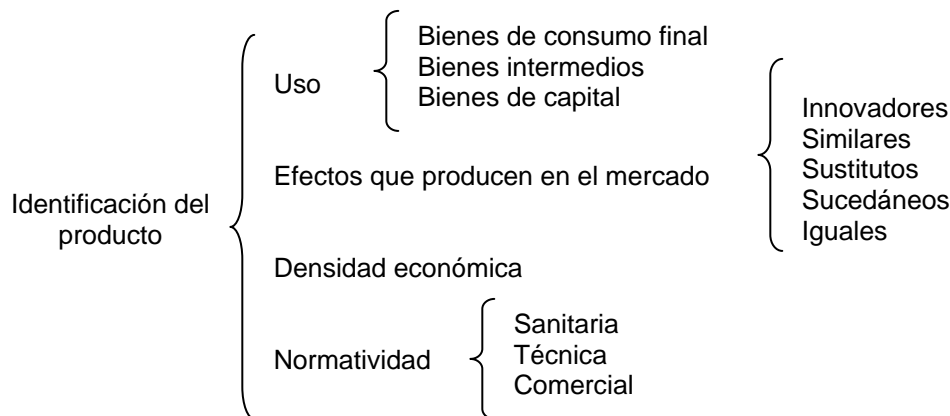 Identificación del
producto
Uso
Bienes de consumo final
Bienes intermedios
Bienes de capital
Efectos que producen en el mercado
Innovadores
Similares
Sustitutos
Sucedáneos
Iguales
Densidad económica
Normatividad
Sanitaria
Técnica
Comercial